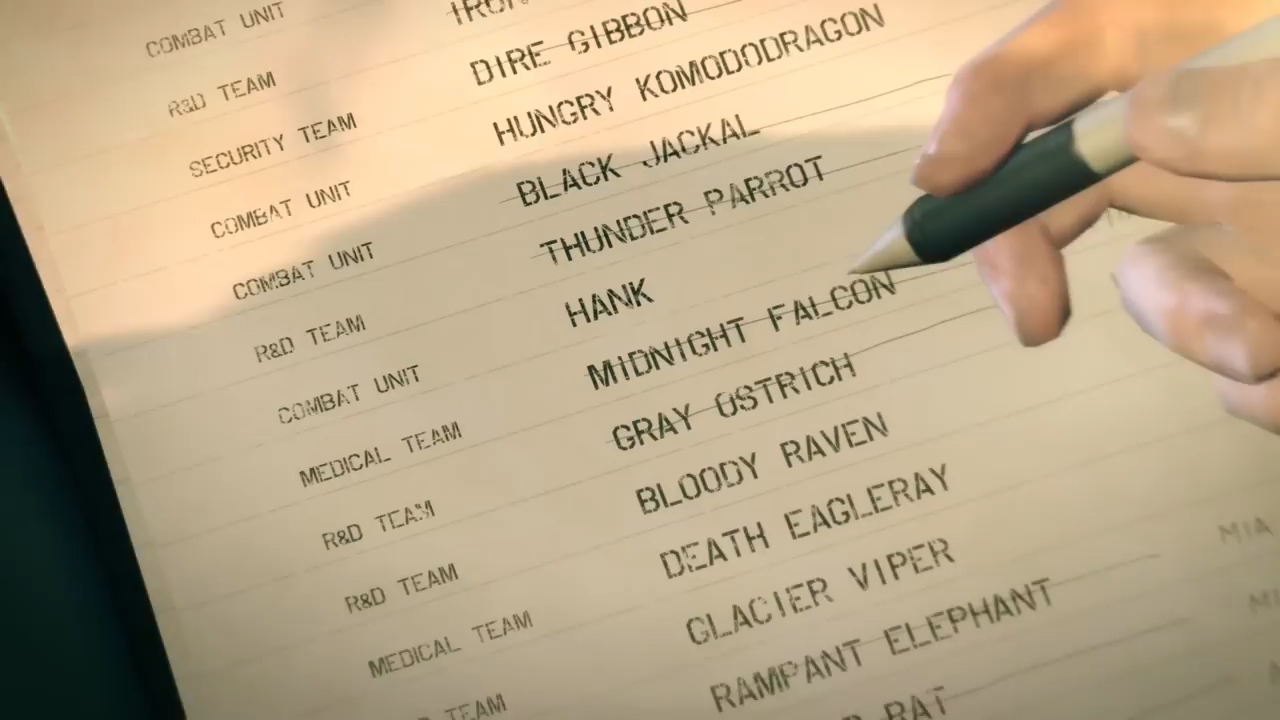 COMBAT UNIT
R&D TEAM
SECURITY TEAM DIRE GIBBON
COMBAT UNIT HUNGRY KOMODODRAGON
COMBAT UNIT BLACK JACKAL
R&D TEAM THUNDER PARROT
COMBAT UNIT HANK
MEDICAL TEAM MIDNIGHT FALCON
R&D TEAM GRAY OSTRICH
R&D TEAM BLOODY RAVEN
MEDICAL TEAM DEATH EAGLERAY
TEAM GLACIER VIPER
RAMPANT ELEPHANT MIA
RAT